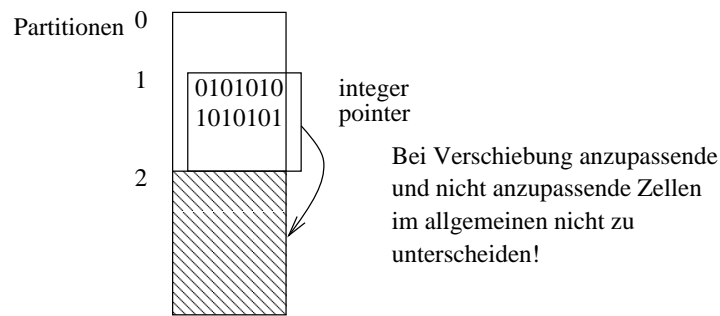 Partitionen 0
1
0101010 integer
1010101 pointer
2
Bei Verschiebung anzupassende
und nicht anzupassende Zellen
im allgemeinen nicht zu
unterscheiden!